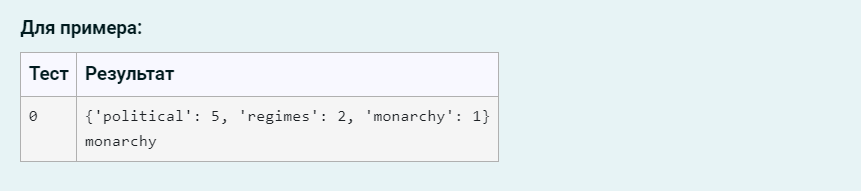 Для примера:
Тест Результат
0 {'political': 5, 'regimes': 2, 'monarchy': 1}
monarchy